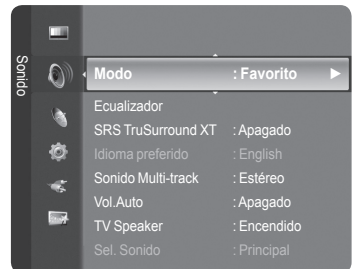 Sonido
Modo : Favorito
Ecualizador
SRS TruSurround XT : Apagado
Idioma preferido : English
Sonido Multi-track : Estéreo
Vol.Auto : Apagado
TV Speaker : Encendido
Sel. Sonido : Principal